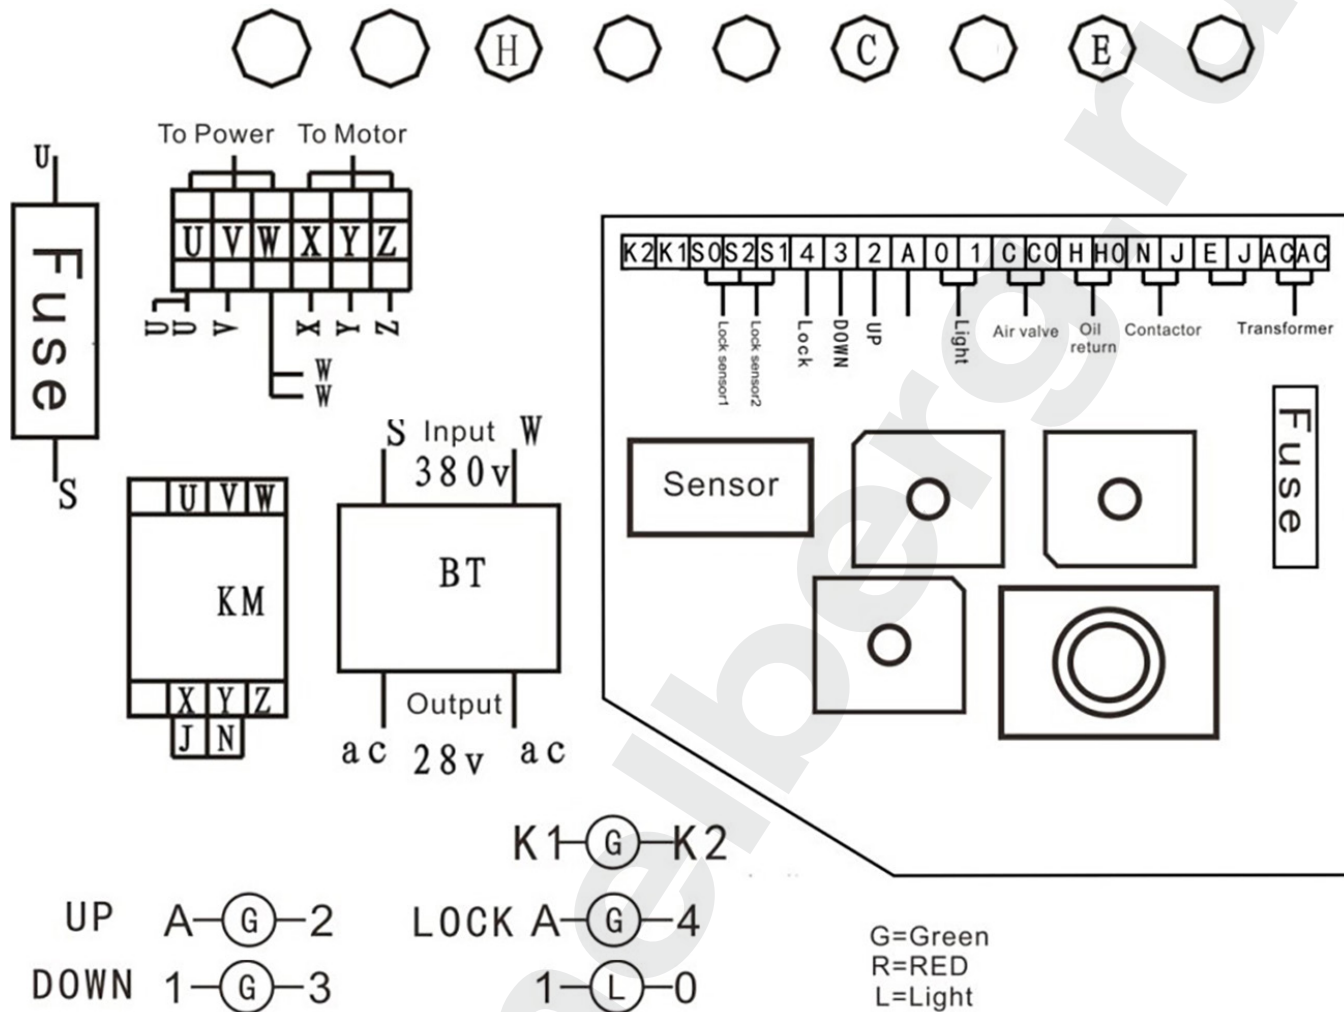 H C E
To Power To Motor
U
U V W X Y Z
Fuse
U U V X Y Z
W
W
S
K2 K1 S0 S2 S1 4 3 2 A 0 1 C C0 H H0 N J E J AC AC
Lock sensor1
Lock sensor2
Lock
DOWN
UP
Light
Air valve
Oil
return
Contactor
Transformer
S Input W
380v
BT
Output
ac 28v ac
U V W
KM
X Y Z
J N
Sensor
Fuse
K1 G K2
UP A G 2
LOCK A G 4
DOWN 1 G 3
1 L 0
G=Green
R=RED
L=Light
elberg.ru